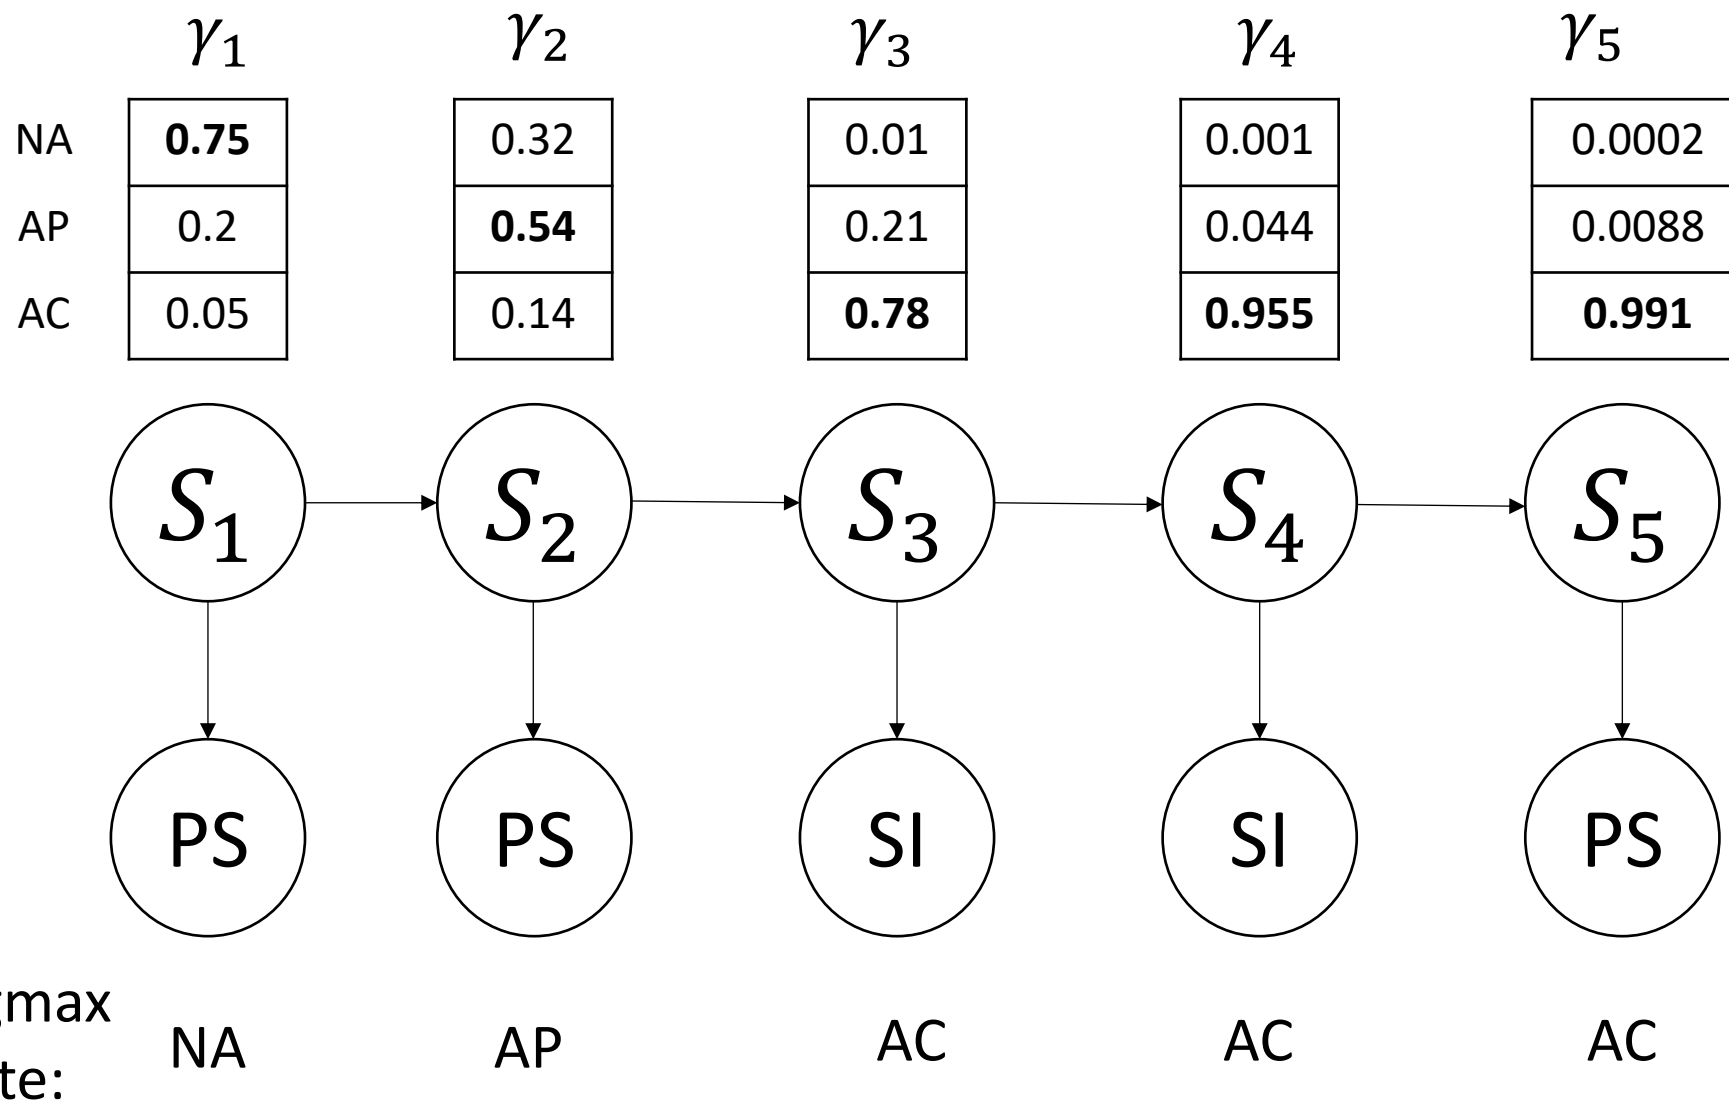 γ₁ γ₂ γ₃ γ₄ γ₅
NA 0.75 0.32 0.01 0.001 0.0002
AP 0.2 0.54 0.21 0.044 0.0088
AC 0.05 0.14 0.78 0.955 0.991
S₁ S₂ S₃ S₄ S₅
PS PS SI SI PS
gmax
NA AP AC AC AC
te: